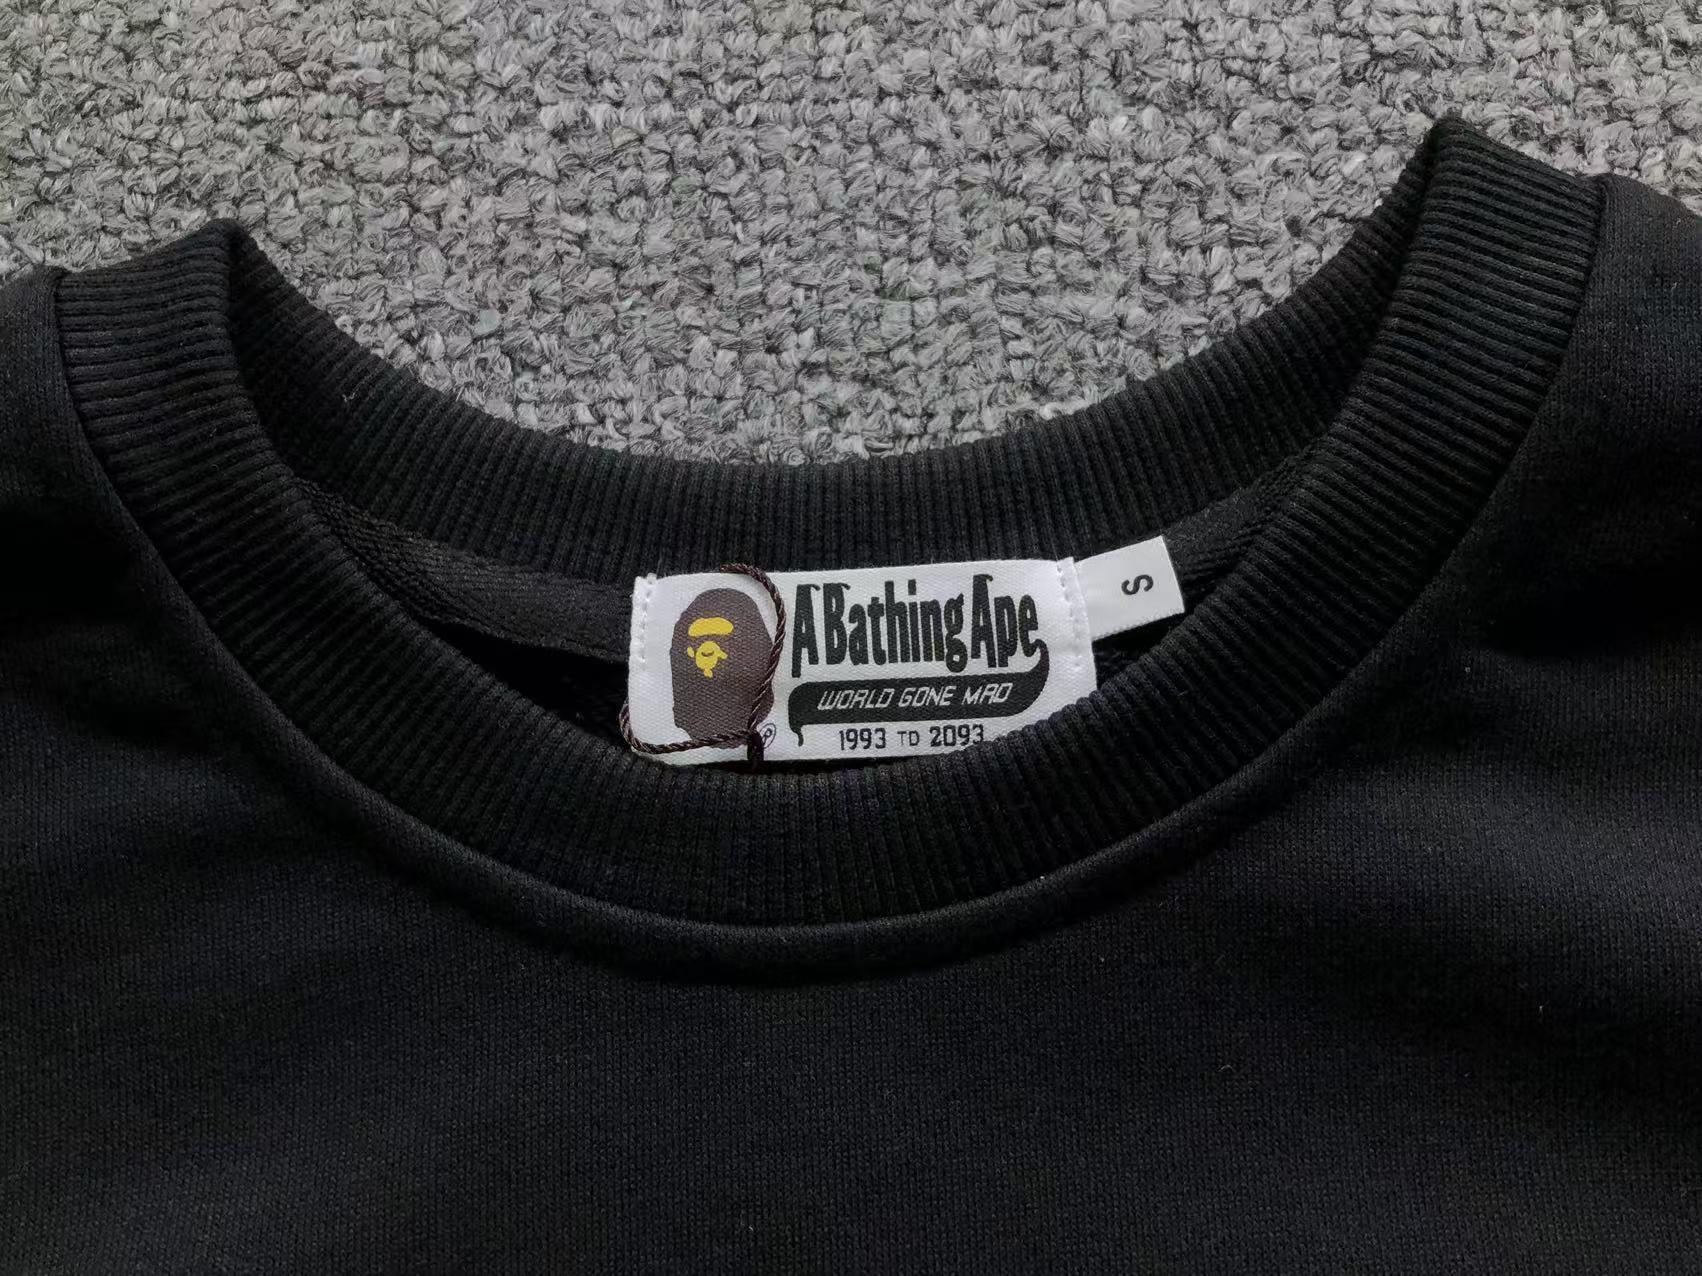 A Bathing Ape
WORLD GONE MAD
1993 TO 2093
S